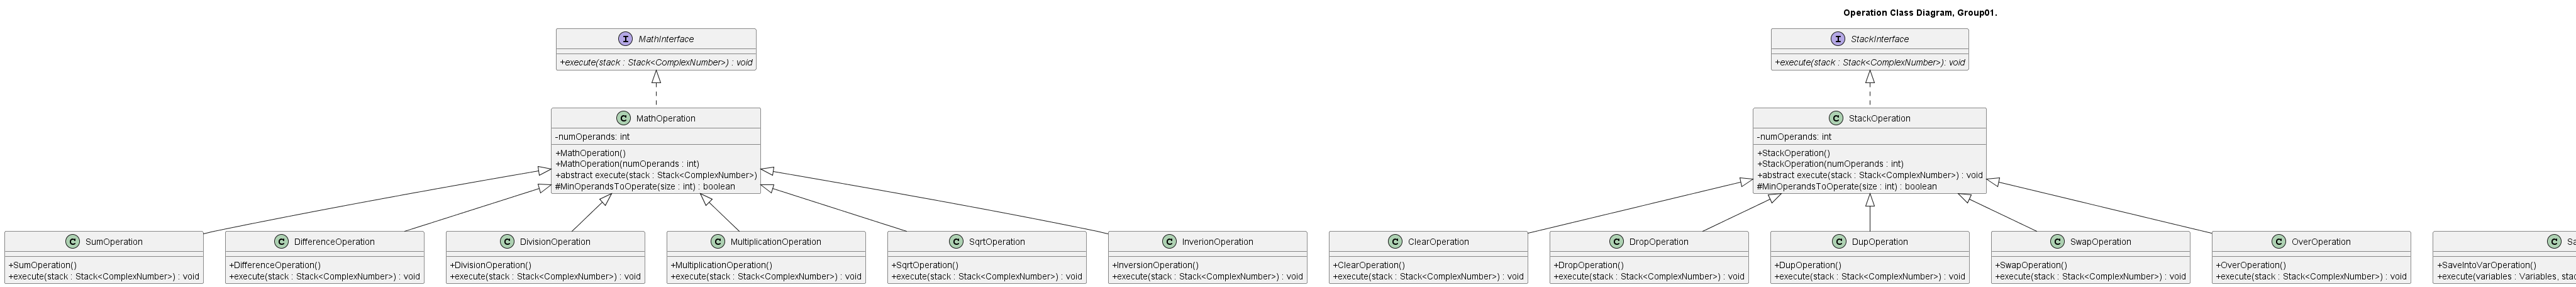 Operation Class Diagram, Group01.
I MathInterface
+execute(stack : Stack<ComplexNumber>) : void
I StackInterface
+execute(stack : Stack<ComplexNumber>): void
C MathOperation
-numOperands: int
+MathOperation()
+MathOperation(numOperands : int)
+abstract execute(stack : Stack<ComplexNumber>)
#MinOperandsToOperate(size : int) : boolean
C StackOperation
-numOperands: int
+StackOperation()
+StackOperation(numOperands : int)
+abstract execute(stack : Stack<ComplexNumber>) : void
#MinOperandsToOperate(size : int) : boolean
C SumOperation
+SumOperation()
+execute(stack : Stack<ComplexNumber>) : void
C DifferenceOperation
+DifferenceOperation()
+execute(stack : Stack<ComplexNumber>) : void
C DivisionOperation
+DivisionOperation()
+execute(stack : Stack<ComplexNumber>) : void
C MultiplicationOperation
+MultiplicationOperation()
+execute(stack : Stack<ComplexNumber>) : void
C SqrtOperation
+SqrtOperation()
+execute(stack : Stack<ComplexNumber>) : void
C InverionOperation
+InversionOperation()
+execute(stack : Stack<ComplexNumber>) : void
C ClearOperation
+ClearOperation()
+execute(stack : Stack<ComplexNumber>) : void
C DropOperation
+DropOperation()
+execute(stack : Stack<ComplexNumber>) : void
C DupOperation
+DupOperation()
+execute(stack : Stack<ComplexNumber>) : void
C SwapOperation
+SwapOperation()
+execute(stack : Stack<ComplexNumber>) : void
C OverOperation
+OverOperation()
+execute(stack : Stack<ComplexNumber>) : void
C
+SaveIntoVarOperation()
+execute(variables : Variables,